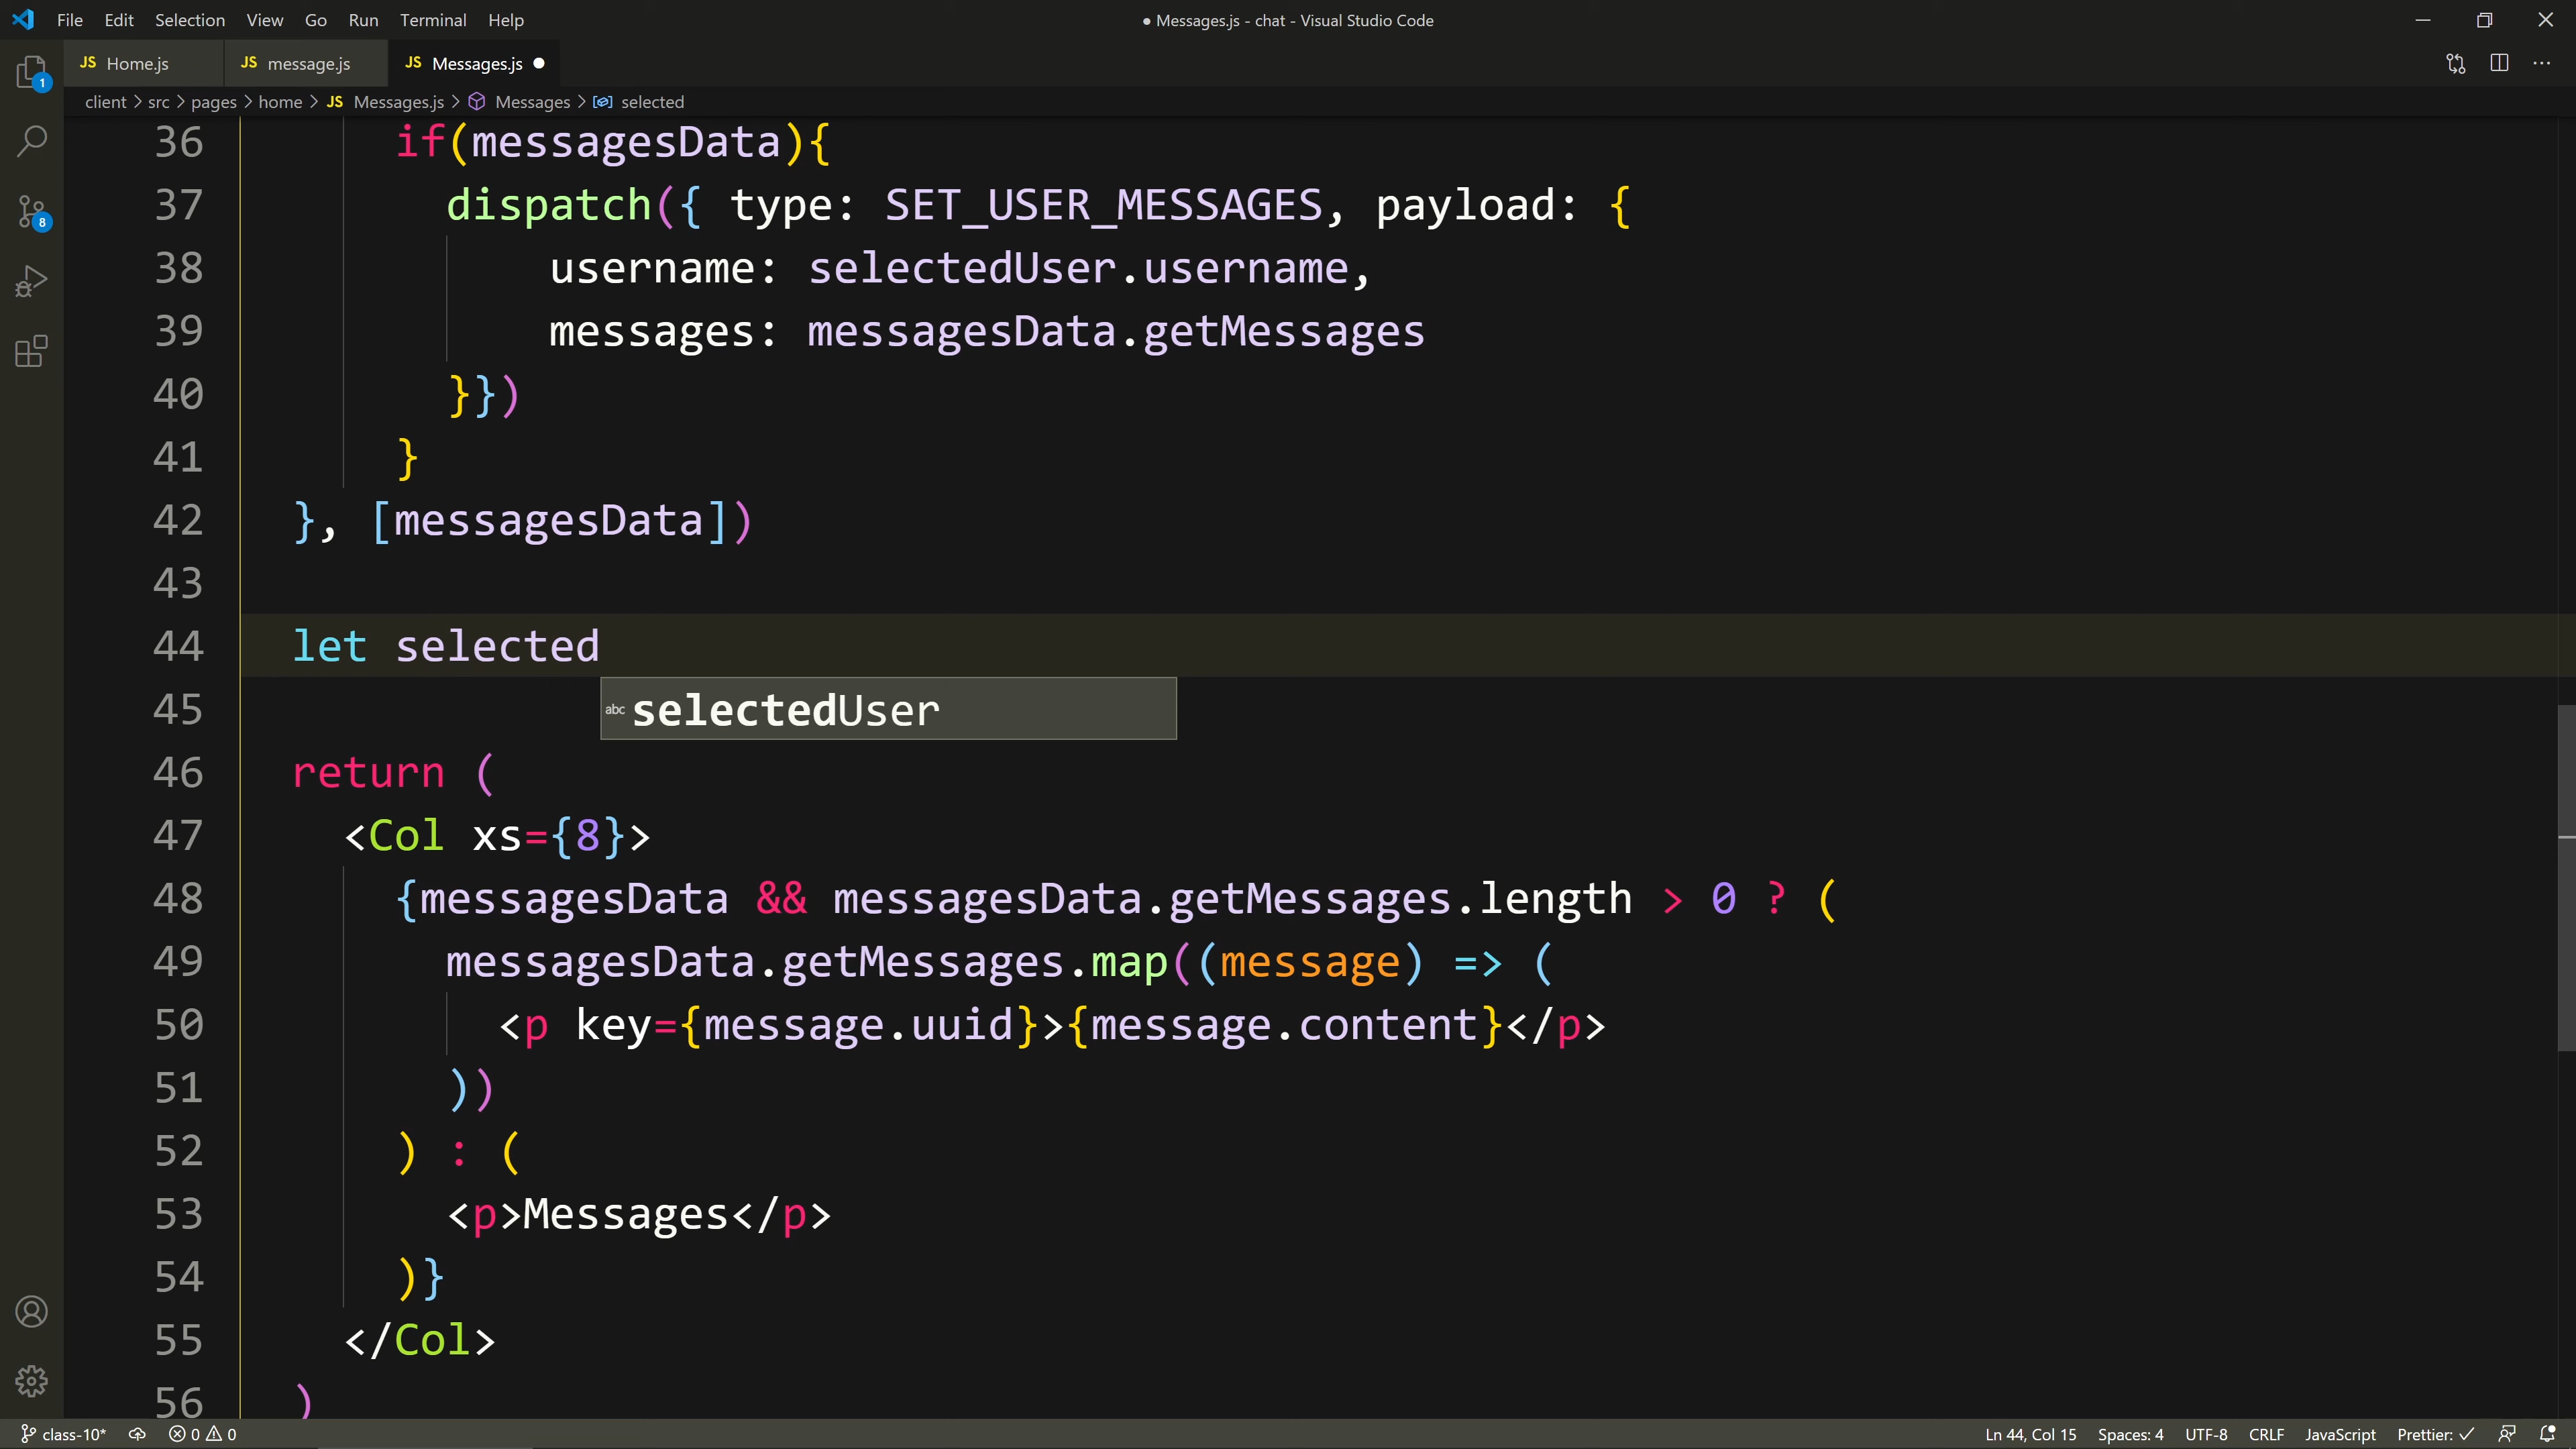 File Edit Selection View Go Run Terminal Help
● Messages.js - chat - Visual Studio Code
JS Home.js JS message.js JS Messages.js ●
client > src > pages > home > JS Messages.js > Messages > selected
1
8
36 if(messagesData){
37 dispatch({ type: SET_USER_MESSAGES, payload: {
38 username: selectedUser.username,
39 messages: messagesData.getMessages
40 }})
41 }
42 }, [messagesData])
43
44 let selected
abc selectedUser
45
46 return (
47 <Col xs={8}>
48 {messagesData && messagesData.getMessages.length > 0 ? (
49 messagesData.getMessages.map((message) => (
50 <p key={message.uuid}>{message.content}</p>
51 ))
52 ) : (
53 <p>Messages</p>
54 )}
55 </Col>
56 )
class-10* 0 0 Ln 44, Col 15 Spaces: 4 UTF-8 CRLF JavaScript Prettier: ✓